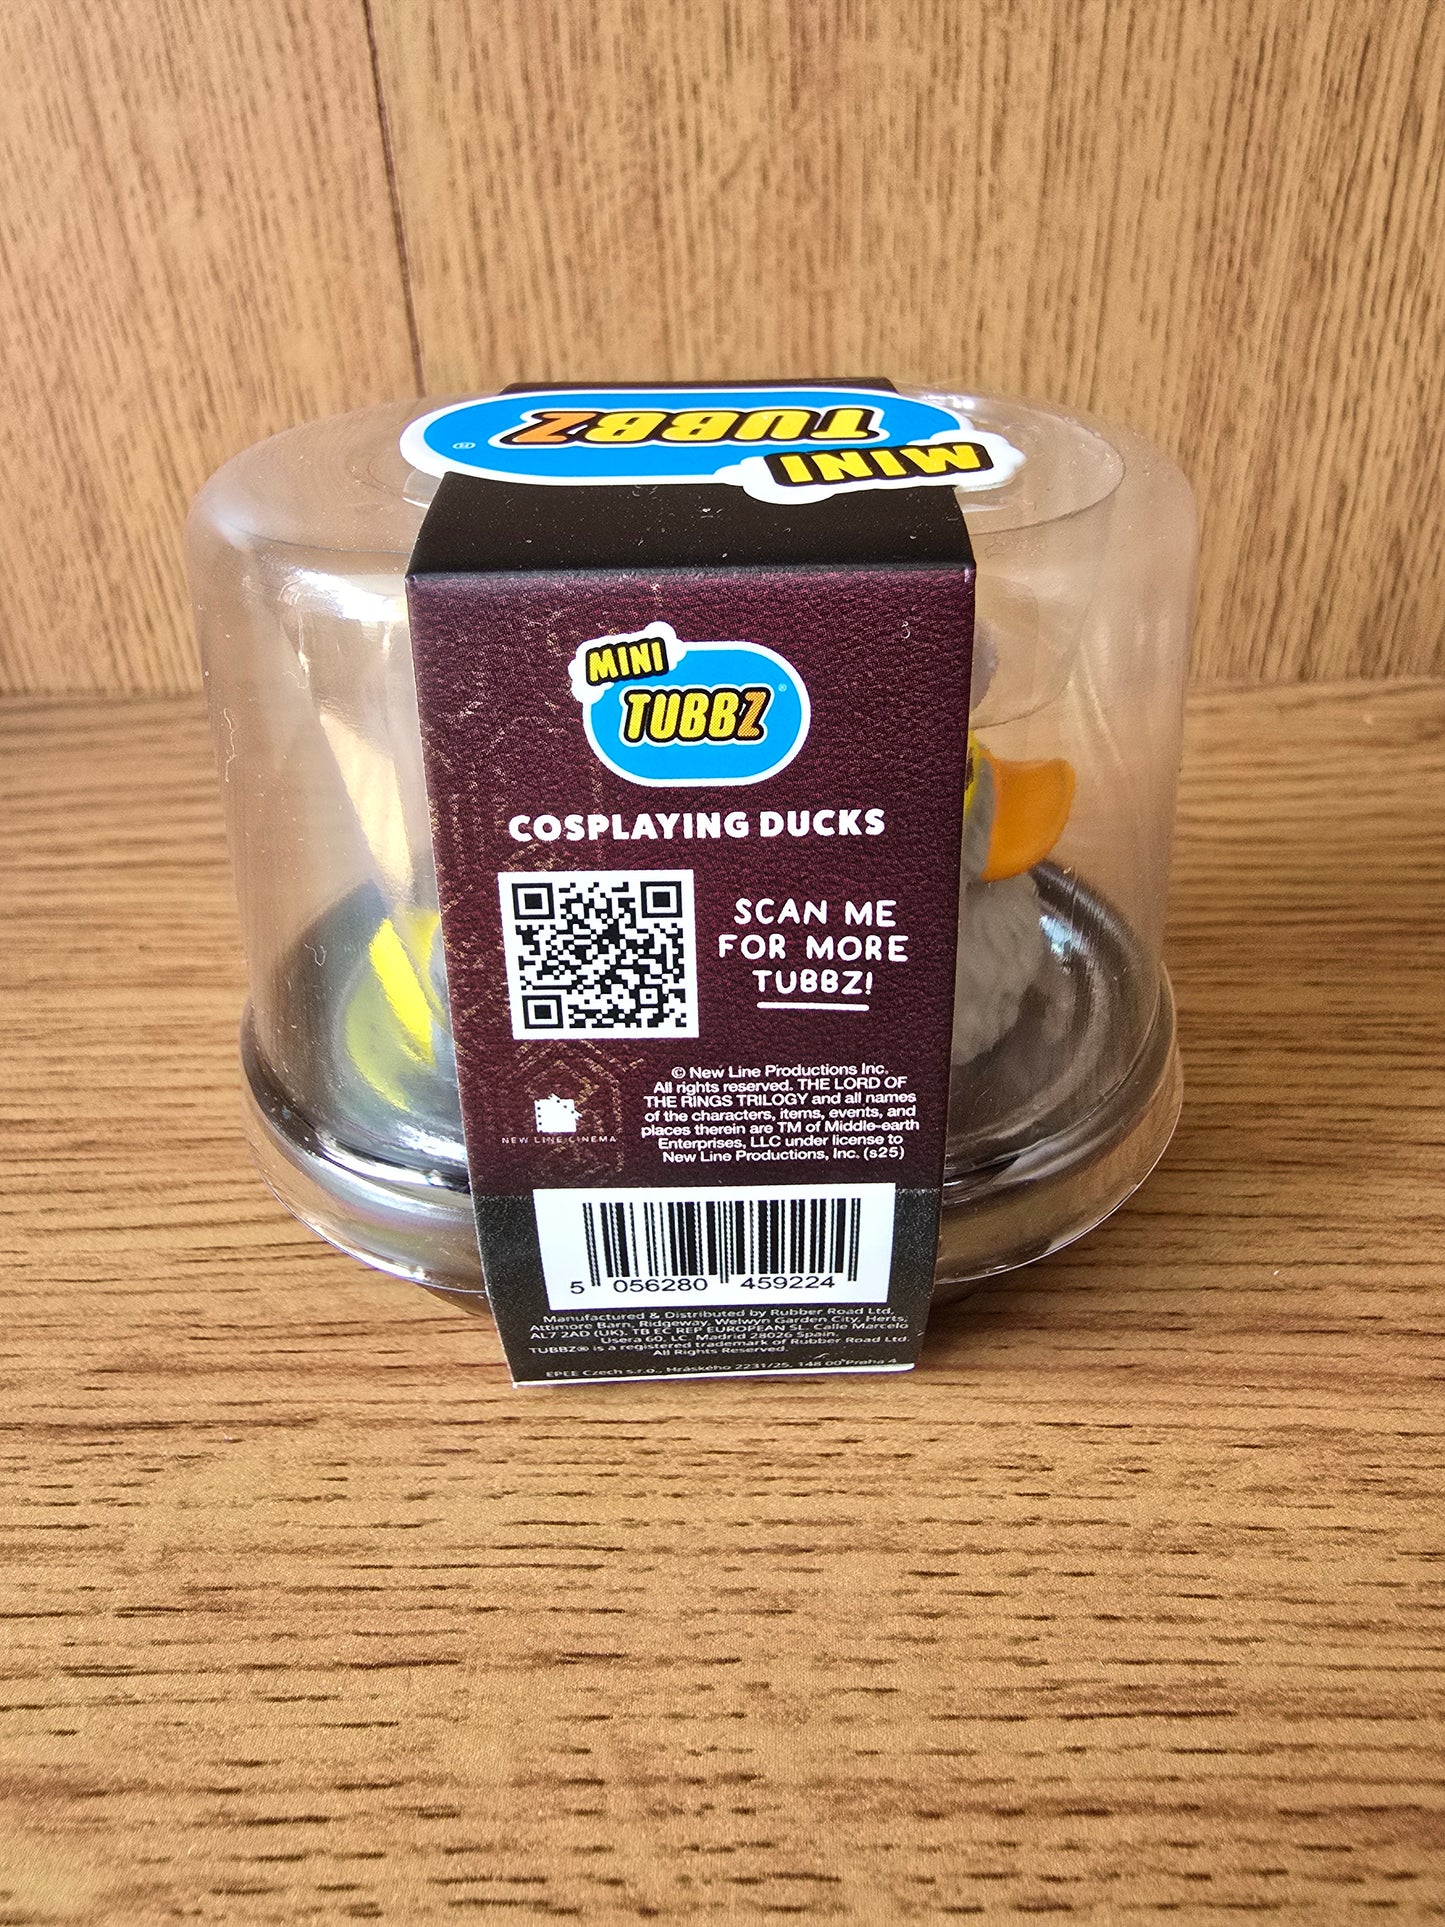 MINI
TUBBZ®
MINI
TUBBZ®
COSPLAYING DUCKS
SCAN ME
FOR MORE
TUBBZ!
© New Line Productions Inc.
All rights reserved. THE LORD OF
THE RINGS TRILOGY and all names
of the characters, items, events, and
places therein are TM of Middle-earth
Enterprises, LLC under license to
New Line Productions, Inc. (s25)
NEW LINE CINEMA
5 056280 459224
Manufactured & Distributed by Rubber Road Ltd,
Attimore Barn, Ridgeway, Welwyn Garden City, Herts;
AL7 2AD (UK). TB EC REP EUROPEAN SL. Calle Marcelo
Usera 60. LC. Madrid 28026 Spain.
TUBBZ® is a registered trademark of Rubber Road Ltd.
All Rights Reserved.
EPEE Czech s.r.o., Hráského 2231/25, 148 00 Praha 4